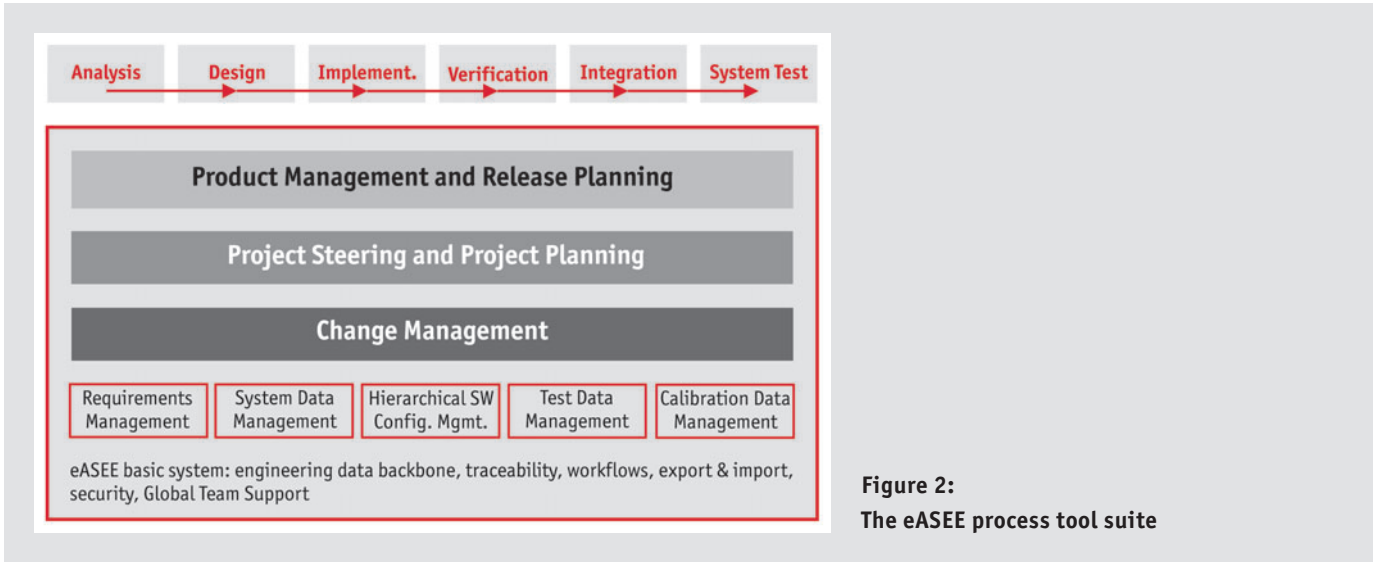 Analysis
Design
Implement.
Verification
Integration
System Test
Product Management and Release Planning
Project Steering and Project Planning
Change Management
Requirements
Management
System Data
Management
Hierarchical SW
Config. Mgmt.
Test Data
Management
Calibration Data
Management
eASEE basic system: engineering data backbone, traceability, workflows, export & import,
security, Global Team Support
Figure 2:
The eASEE process tool suite